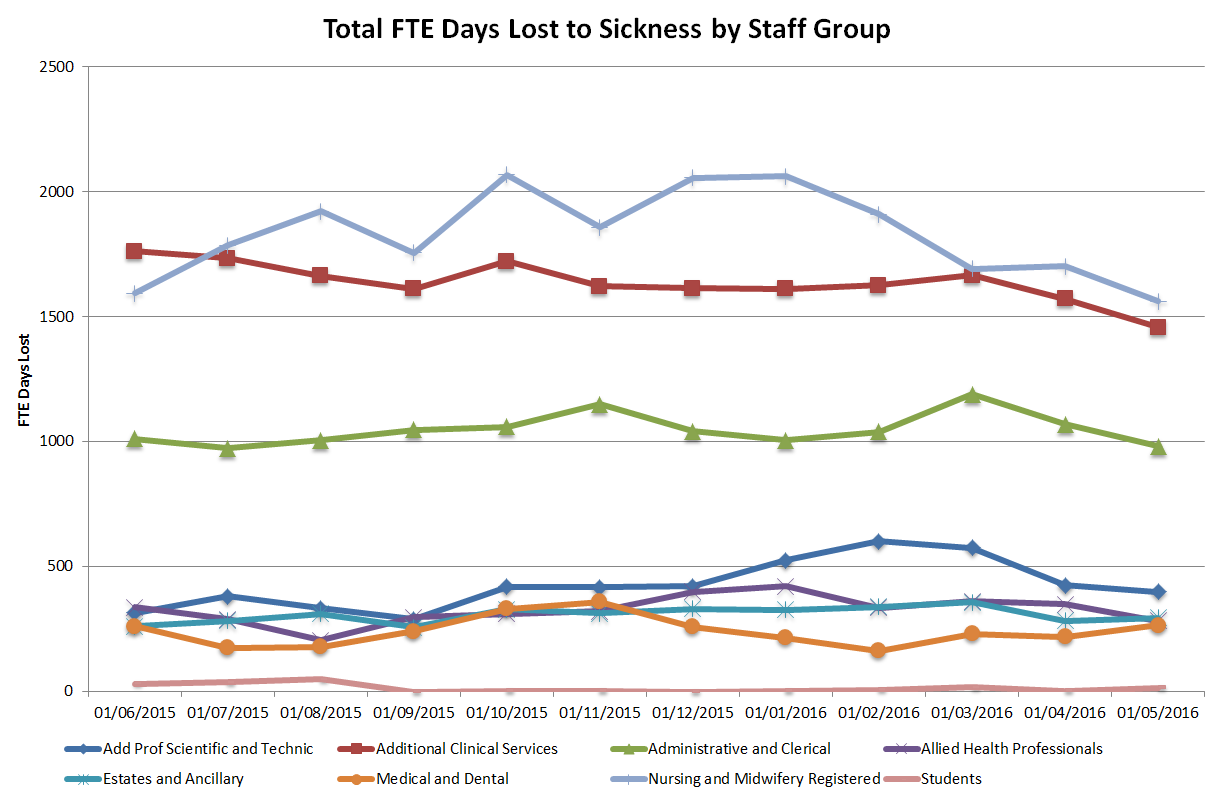 Total FTE Days Lost to Sickness by Staff Group
2500
2000
1500
1000
500
0
FTE Days Lost
01/06/2015 01/07/2015 01/08/2015 01/09/2015 01/10/2015 01/11/2015 01/12/2015 01/01/2016 01/02/2016 01/03/2016 01/04/2016 01/05/2016
Add Prof Scientific and Technic Additional Clinical Services Administrative and Clerical Allied Health Professionals
Estates and Ancillary Medical and Dental Nursing and Midwifery Registered Students